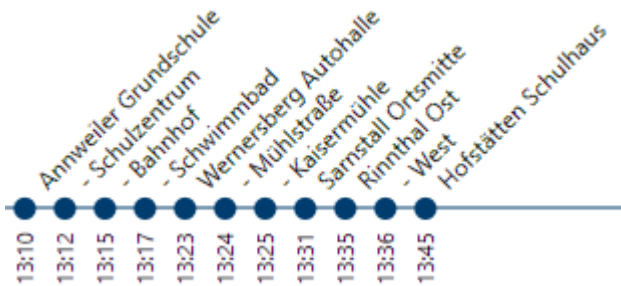 Annweiler Grundschule
- Schulzentrum
- Bahnhof
- Schwimmbad
Wernersberg Autohalle
- Mühlstraße
- Kaisermühle
Sarnstall Ortsmitte
Rinnthal Ost
- West
Hofstätten Schulhaus
13:10
13:12
13:15
13:17
13:23
13:24
13:25
13:31
13:35
13:36
13:45